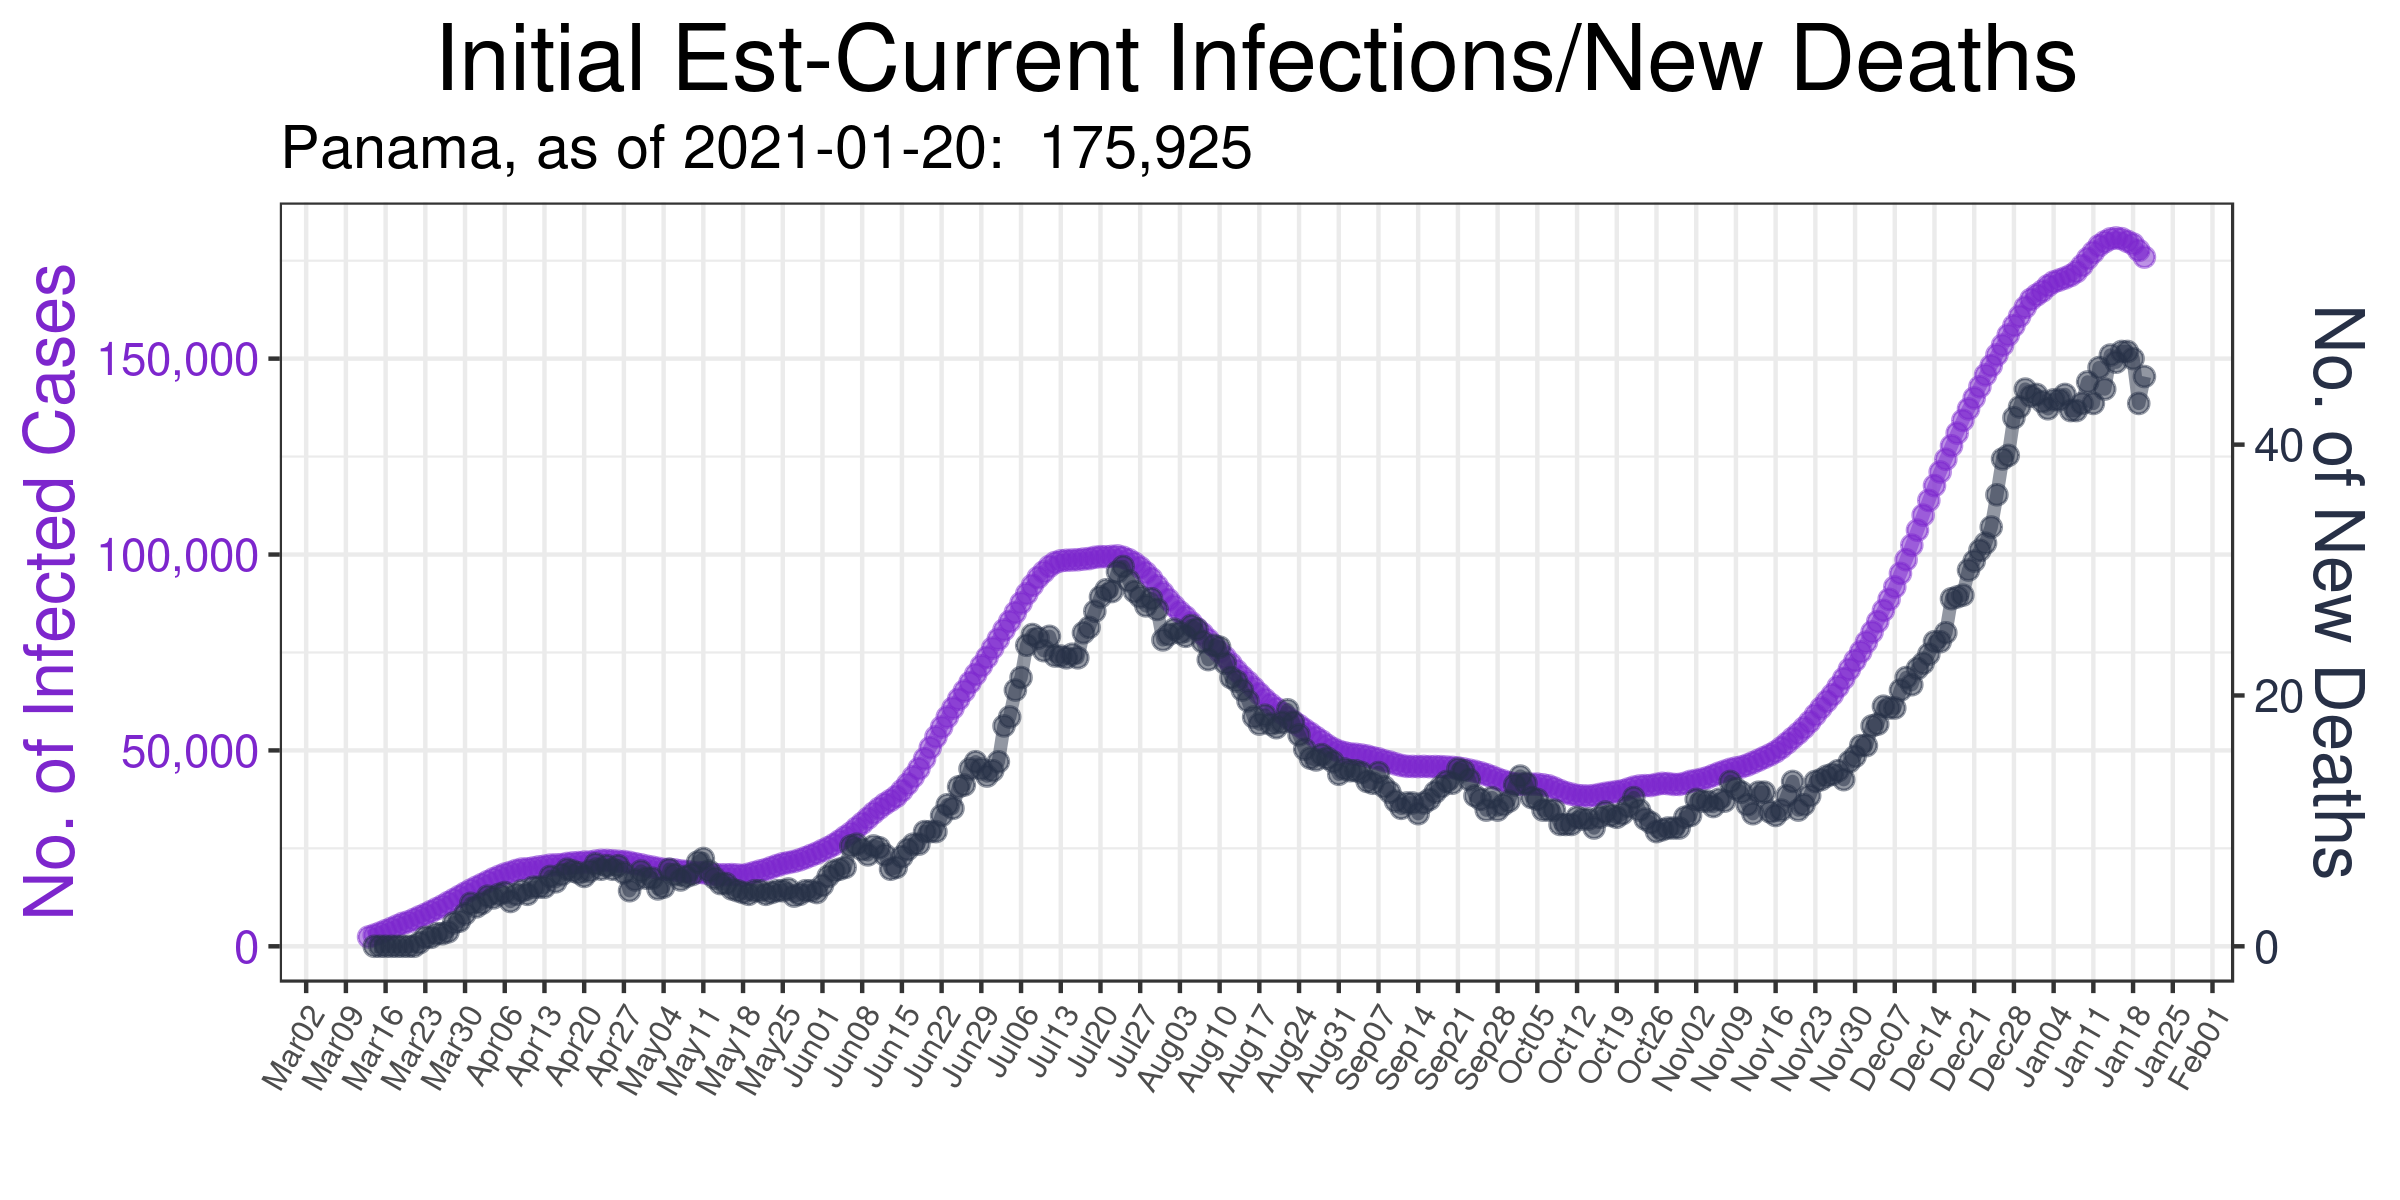 Initial Est-Current Infections/New Deaths
Panama, as of 2021-01-20:  175,925
No. of Infected Cases
150,000
100,000
50,000
0
No. of New Deaths
40
20
0
Mar02
Mar09
Mar16
Mar23
Mar30
Apr06
Apr13
Apr20
Apr27
May04
May11
May18
May25
Jun01
Jun08
Jun15
Jun22
Jun29
Jul06
Jul13
Jul20
Jul27
Aug03
Aug10
Aug17
Aug24
Aug31
Sep07
Sep14
Sep21
Sep28
Oct05
Oct12
Oct19
Oct26
Nov02
Nov09
Nov16
Nov23
Nov30
Dec07
Dec14
Dec21
Dec28
Jan04
Jan11
Jan18
Jan25
Feb01